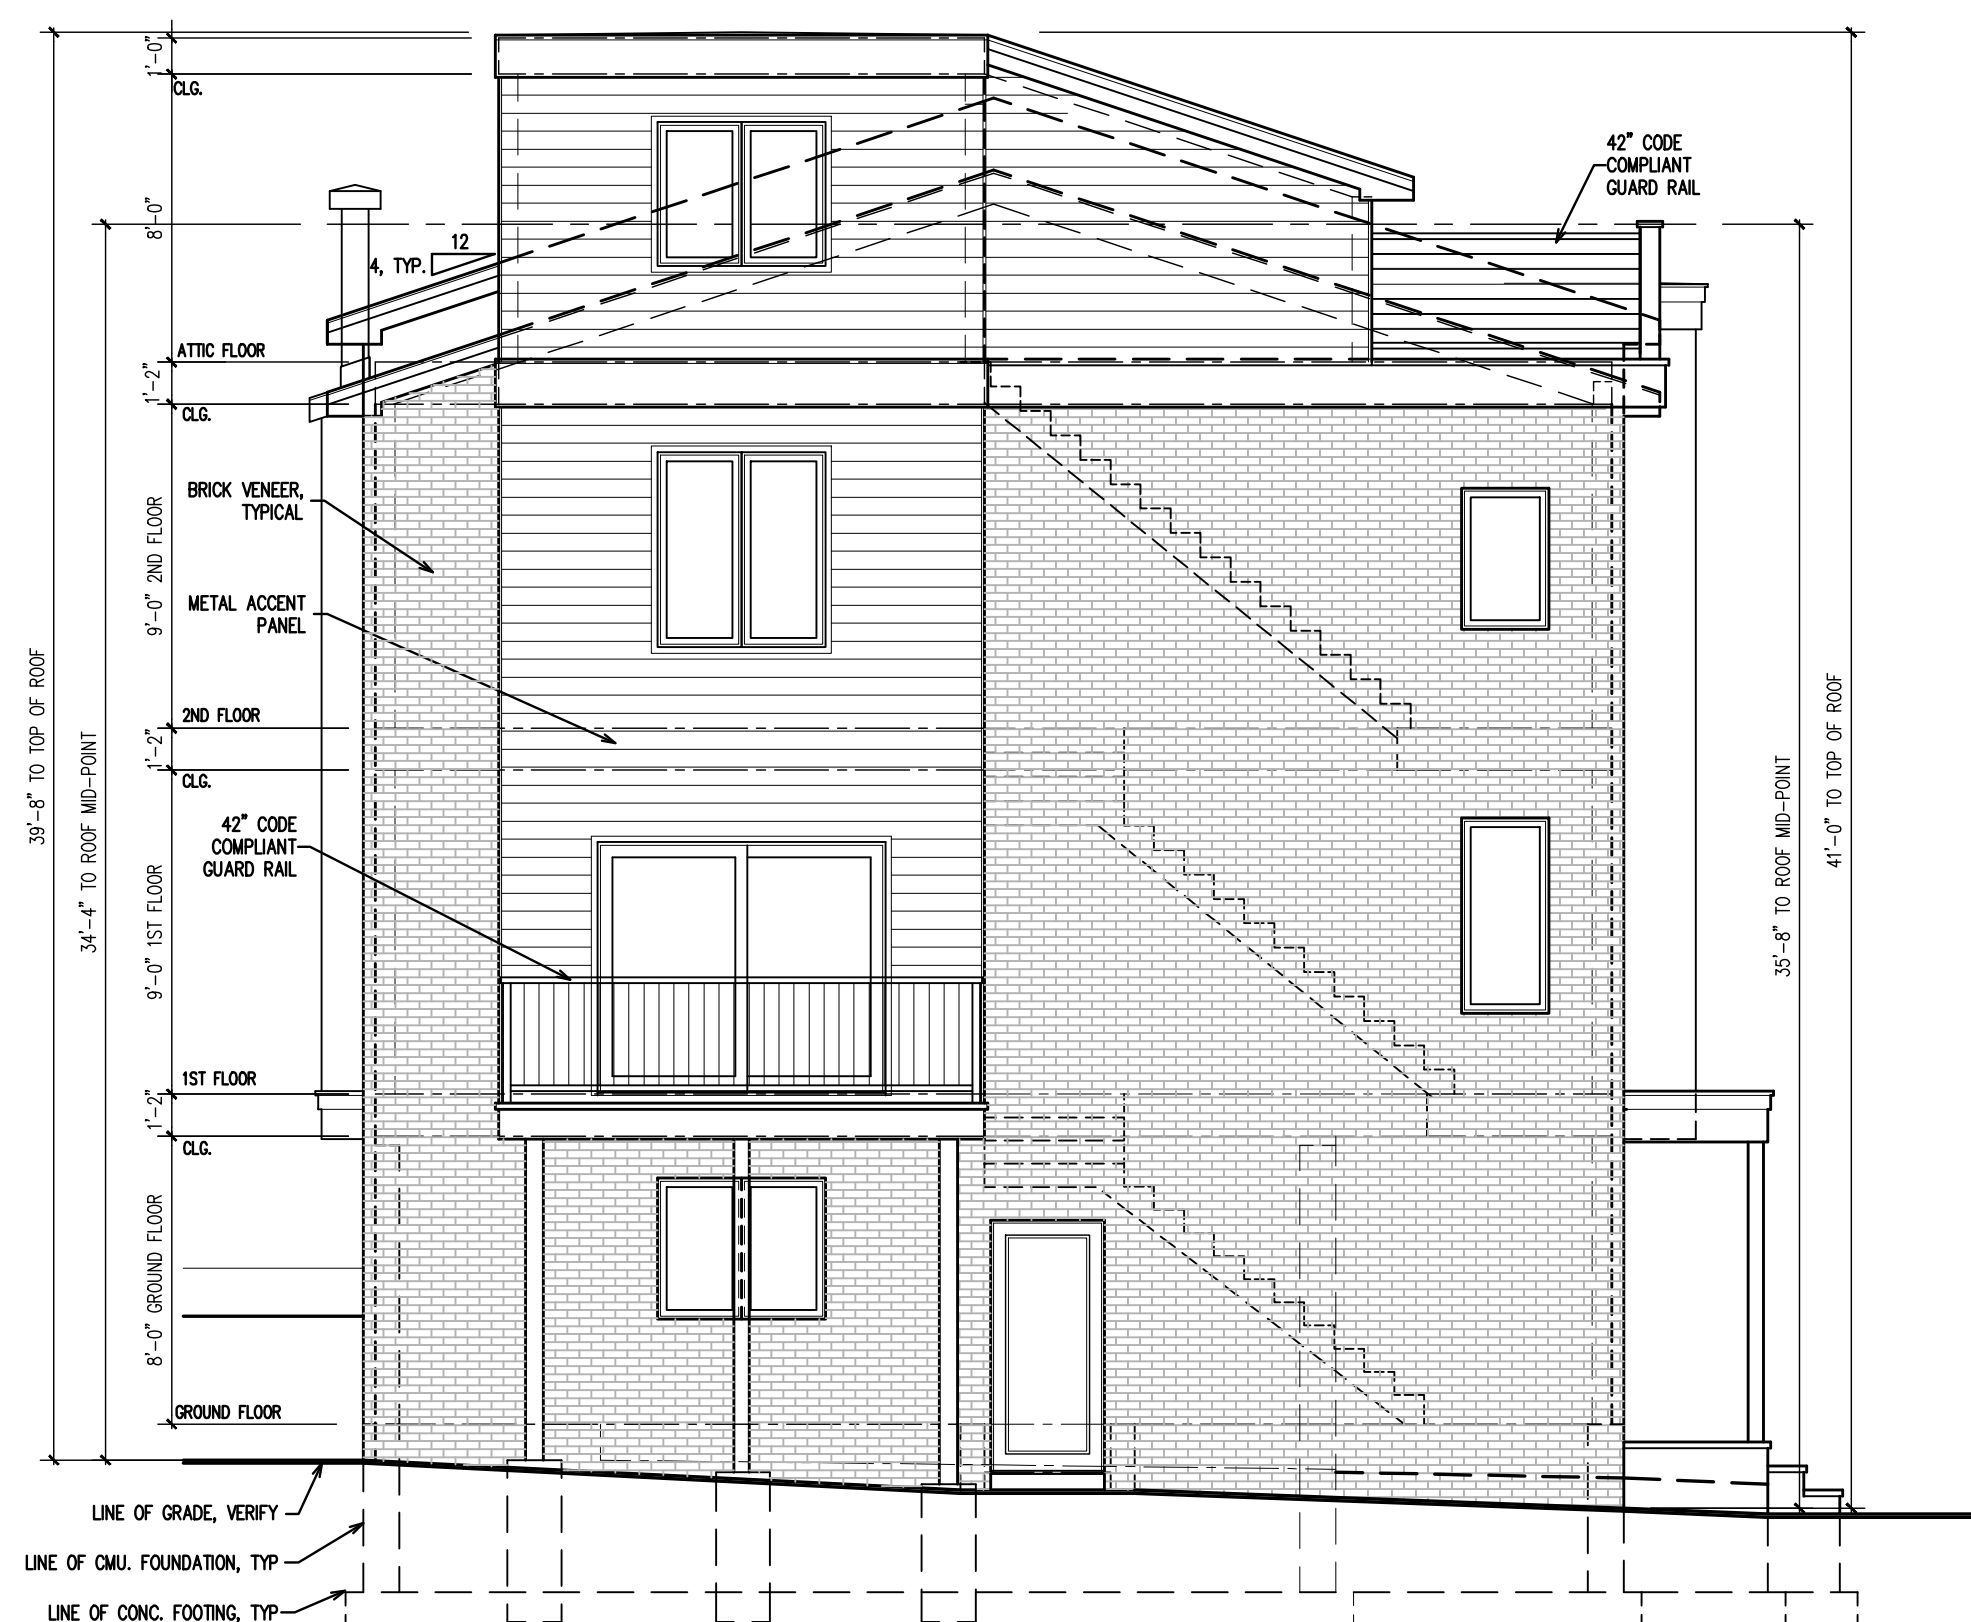 1'-0"
CLG.
42" CODE
COMPLIANT
GUARD RAIL
8'-0"
12
4, TYP.
ATTIC FLOOR
1'-2"
CLG.
BRICK VENEER,
TYPICAL
9'-0" 2ND FLOOR
METAL ACCENT
PANEL
39'-8" TO TOP OF ROOF
34'-4" TO ROOF MID-POINT
2ND FLOOR
1'-2"
CLG.
41'-0" TO TOP OF ROOF
35'-8" TO ROOF MID-POINT
42" CODE
COMPLIANT
GUARD RAIL
9'-0" 1ST FLOOR
1ST FLOOR
1'-2"
CLG.
8'-0" GROUND FLOOR
GROUND FLOOR
LINE OF GRADE, VERIFY
LINE OF CMU. FOUNDATION, TYP
LINE OF CONC. FOOTING, TYP